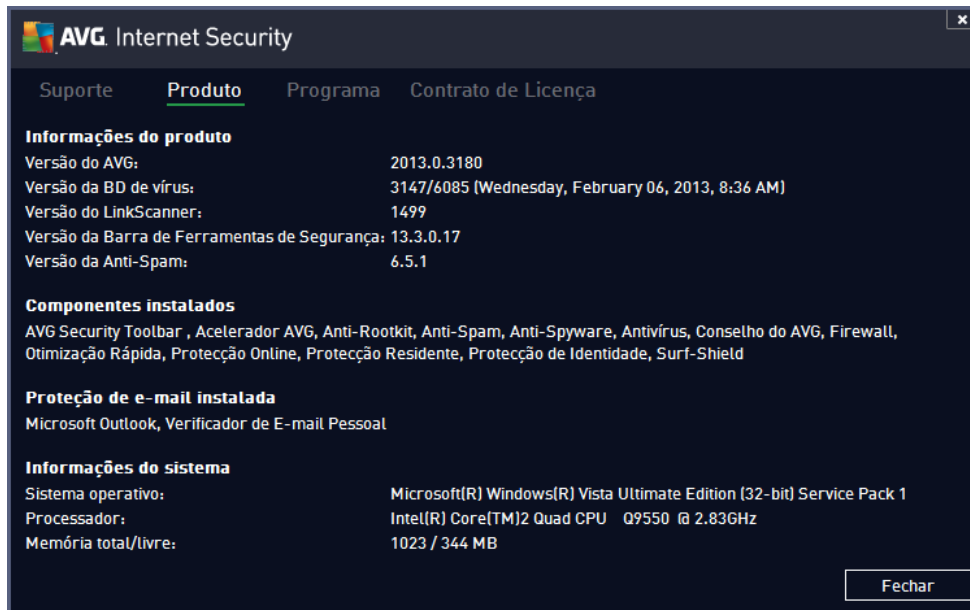 AVG. Internet Security
x
Suporte Produto Programa Contrato de Licença
Informações do produto
Versão do AVG: 2013.0.3180
Versão da BD de vírus: 3147/6085 (Wednesday, February 06, 2013, 8:36 AM)
Versão do LinkScanner: 1499
Versão da Barra de Ferramentas de Segurança: 13.3.0.17
Versão da Anti-Spam: 6.5.1
Componentes instalados
AVG Security Toolbar , Acelerador AVG, Anti-Rootkit, Anti-Spam, Anti-Spyware, Antivírus, Conselho do AVG, Firewall,
Otimização Rápida, Protecção Online, Protecção Residente, Protecção de Identidade, Surf-Shield
Proteção de e-mail instalada
Microsoft Outlook, Verificador de E-mail Pessoal
Informações do sistema
Sistema operativo: Microsoft(R) Windows(R) Vista Ultimate Edition (32-bit) Service Pack 1
Processador: Intel(R) Core(TM)2 Quad CPU Q9550 @ 2.83GHz
Memória total/livre: 1023 / 344 MB
Fechar